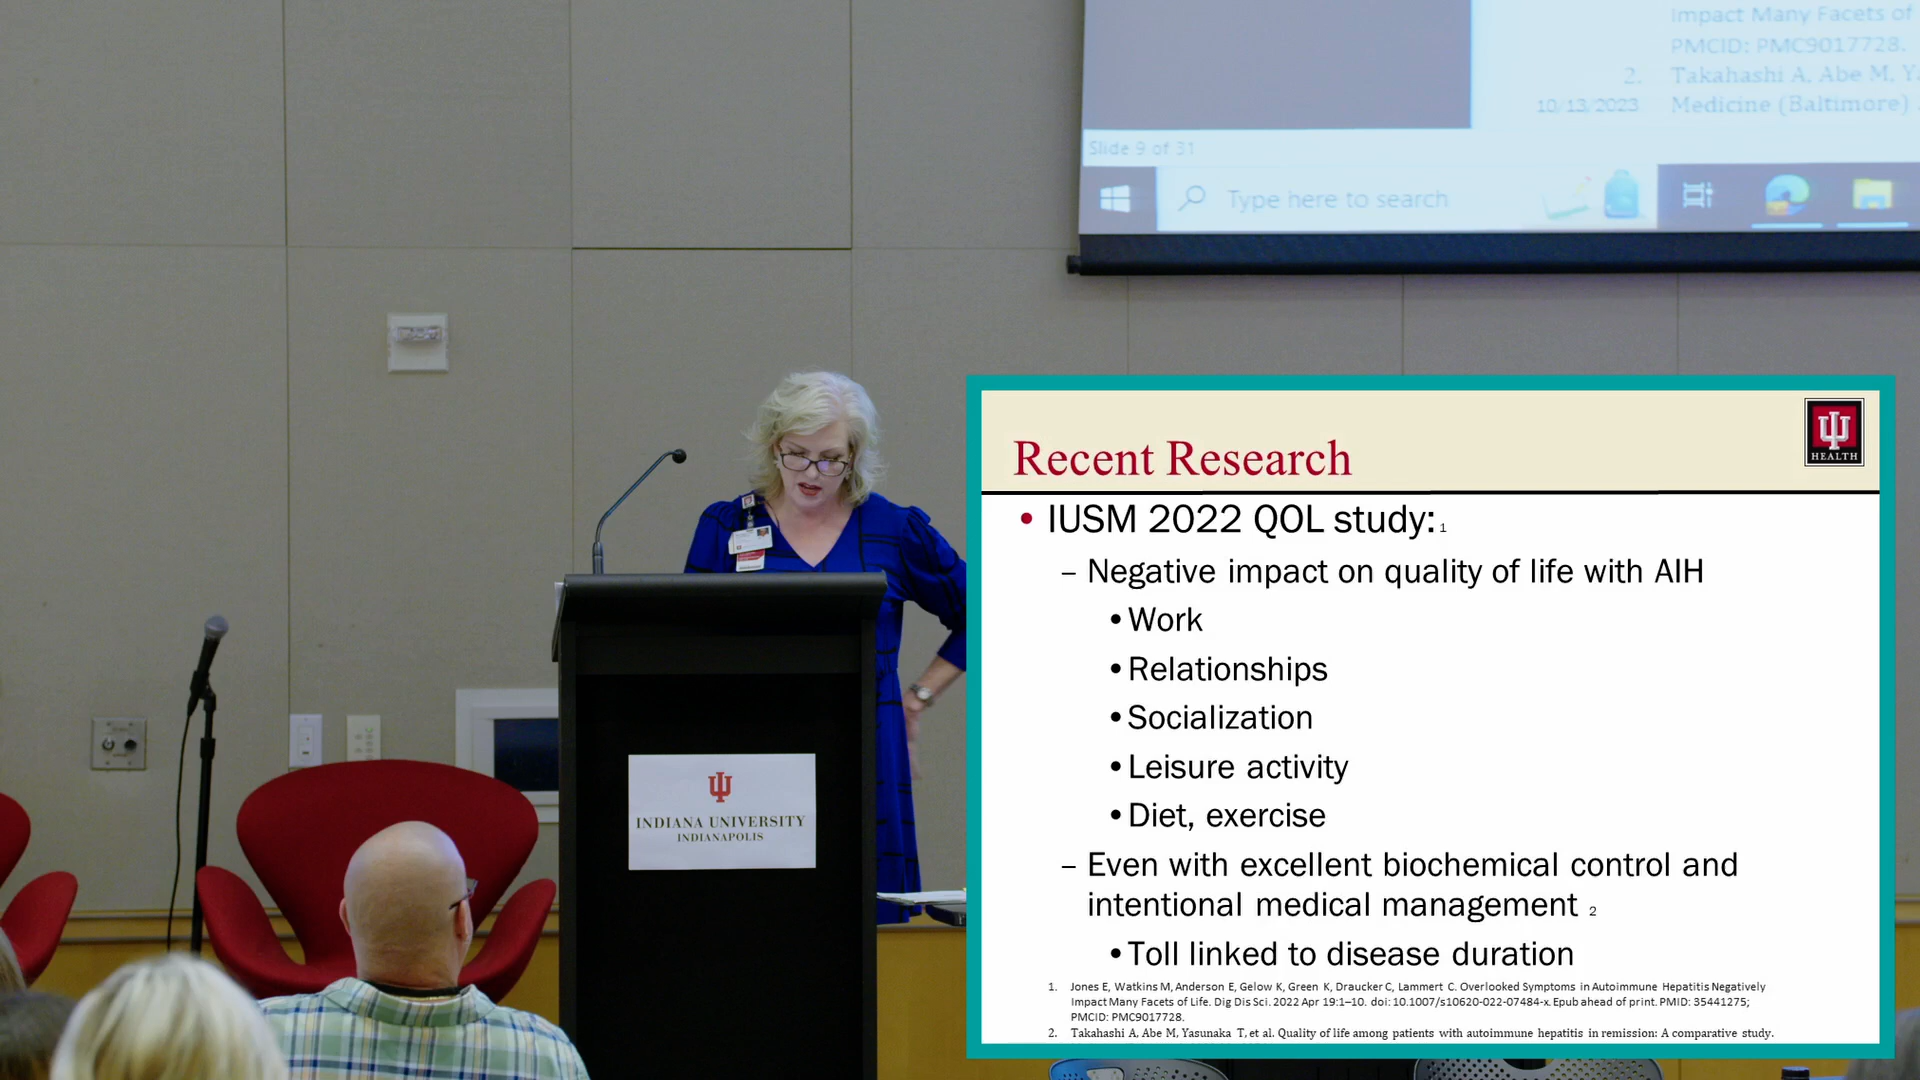 Impact Many Facets of
PMCID: PMC9017728.
2. Takahashi A, Abe M, Ya
10/13/2023 Medicine (Baltimore)
Slide 9 of 31
Type here to search
Recent Research
HEALTH
• IUSM 2022 QOL study: 1
– Negative impact on quality of life with AIH
• Work
• Relationships
• Socialization
• Leisure activity
• Diet, exercise
– Even with excellent biochemical control and
intentional medical management 2
• Toll linked to disease duration
1. Jones E, Watkins M, Anderson E, Gelow K, Green K, Draucker C, Lammert C. Overlooked Symptoms in Autoimmune Hepatitis Negatively
Impact Many Facets of Life. Dig Dis Sci. 2022 Apr 19:1–10. doi: 10.1007/s10620-022-07484-x. Epub ahead of print. PMID: 35441275;
PMCID: PMC9017728.
2. Takahashi A, Abe M, Yasunaka T, et al. Quality of life among patients with autoimmune hepatitis in remission: A comparative study.
INDIANA UNIVERSITY
INDIANAPOLIS